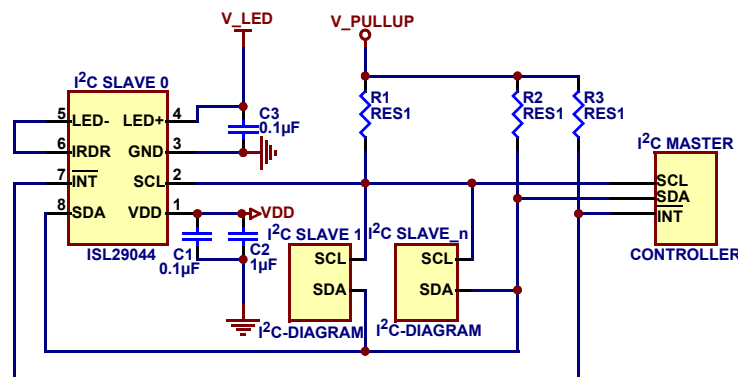 V_LED
V_PULLUP
I²C SLAVE 0
5
LED-
LED+
4
6
IRDR
GND
3
7
INT
SCL
2
8
SDA
VDD
1
ISL29044
C3
0.1µF
VDD
C1
0.1µF
C2
1µF
R1
RES1
R2
RES1
R3
RES1
I²C SLAVE 1
SCL
SDA
I²C-DIAGRAM
I²C SLAVE_n
SCL
SDA
I²C-DIAGRAM
I²C MASTER
SCL
SDA
INT
CONTROLLER